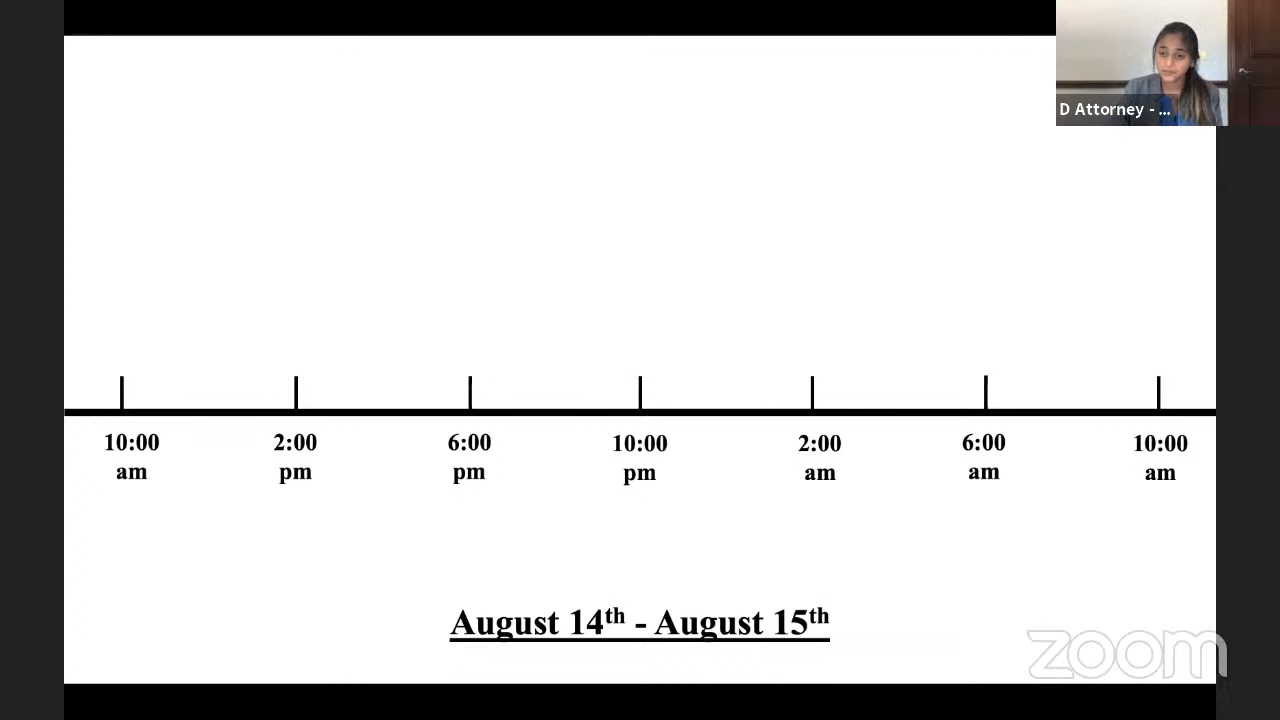 D Attorney - ...
10:00 am
2:00 pm
6:00 pm
10:00 pm
2:00 am
6:00 am
10:00 am
August 14th - August 15th
zoom